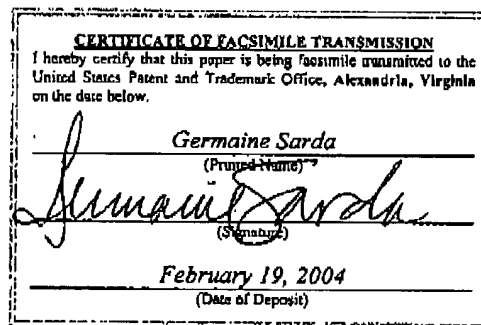 CERTIFICATE OF FACSIMILE TRANSMISSION
I hereby certify that this paper is being facsimile transmitted to the
United States Patent and Trademark Office, Alexandria, Virginia
on the date below.
Germaine Sarda
(Printed Name)
Germaine Sarda
(Signature)
February 19, 2004
(Date of Deposit)